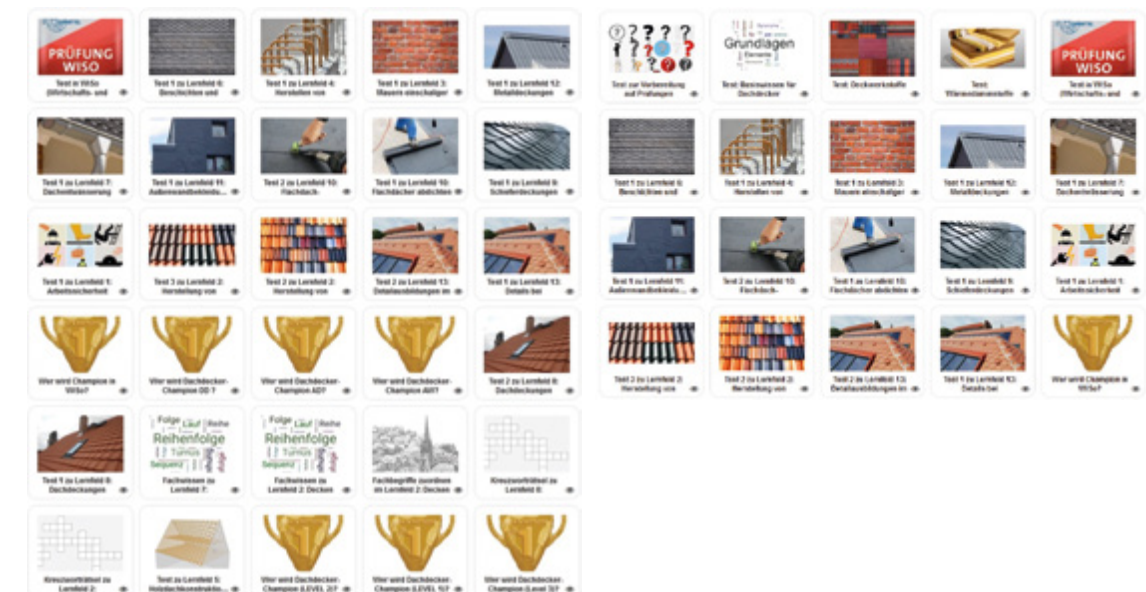 PRÜFUNG
WISO
Test in WiSo
(Wirtschafts- und
Test 1 zu Lernfeld 6:
Beschichten und
Test 1 zu Lernfeld 4:
Herstellen von
Test 1 zu Lernfeld 3:
Mauern einschaliger
Test 1 zu Lernfeld 12:
Metalldeckungen
Test 1 zu Lernfeld 7:
Dachentwässerung
Test 1 zu Lernfeld 11:
Außenwandbekleidu...
Test 2 zu Lernfeld 10:
Flachdach-
Test 1 zu Lernfeld 10:
Flachdächer abdichten
Test 1 zu Lernfeld 9:
Schieferdeckungen
Test 1 zu Lernfeld 1:
Arbeitssicherheit
Test 3 zu Lernfeld 2:
Herstellung von
Test 2 zu Lernfeld 2:
Herstellung von
Test 2 zu Lernfeld 13:
Detailausbildungen im
Test 1 zu Lernfeld 13:
Details bei
Wer wird Champion in
WiSo?
Wer wird Dachdecker-
Champion DD ?
Wer wird Dachdecker-
Champion AD?
Wer wird Dachdecker-
Champion AW?
Test 2 zu Lernfeld 8:
Dachdeckungen
Test 1 zu Lernfeld 8:
Dachdeckungen
Folge Lauf Reihe
Reihenfolge
Turnus
Sequenz
Fachwissen zu
Lernfeld 7:
Folge Lauf Reihe
Reihenfolge
Turnus
Sequenz
Fachwissen zu
Lernfeld 2: Decken
Fachbegriffe zuordnen
im Lernfeld 2: Decken
Kreuzworträtsel zu
Lernfeld 8:
Kreuzworträtsel zu
Lernfeld 2:
Test zu Lernfeld 5:
Holzdachkonstruktio...
Wer wird Dachdecker-
Champion (LEVEL 2)?
Wer wird Dachdecker-
Champion (LEVEL 1)?
Wer wird Dachdecker-
Champion (Level 3)?
Test zur Vorbereitung
auf Prüfungen
Grundlagen
Elemente
Test: Basiswissen für
Dachdecker
Test: Deckwerkstoffe
Test:
Wärmedämmstoffe
PRÜFUNG
WISO
Test in WiSo
(Wirtschafts- und
Test 1 zu Lernfeld 6:
Beschichten und
Test 1 zu Lernfeld 4:
Herstellen von
Test 1 zu Lernfeld 3:
Mauern einschaliger
Test 1 zu Lernfeld 12:
Metalldeckungen
Test 1 zu Lernfeld 7:
Dachentwässerung
Test 1 zu Lernfeld 11:
Außenwandbekleidu...
Test 2 zu Lernfeld 10:
Flachdach-
Test 1 zu Lernfeld 10:
Flachdächer abdichten
Test 1 zu Lernfeld 9:
Schieferdeckungen
Test 1 zu Lernfeld 1:
Arbeitssicherheit
Test 3 zu Lernfeld 2:
Herstellung von
Test 2 zu Lernfeld 2:
Herstellung von
Test 2 zu Lernfeld 13:
Detailausbildungen im
Test 1 zu Lernfeld 13:
Details bei
Wer wird Champion in
WiSo?